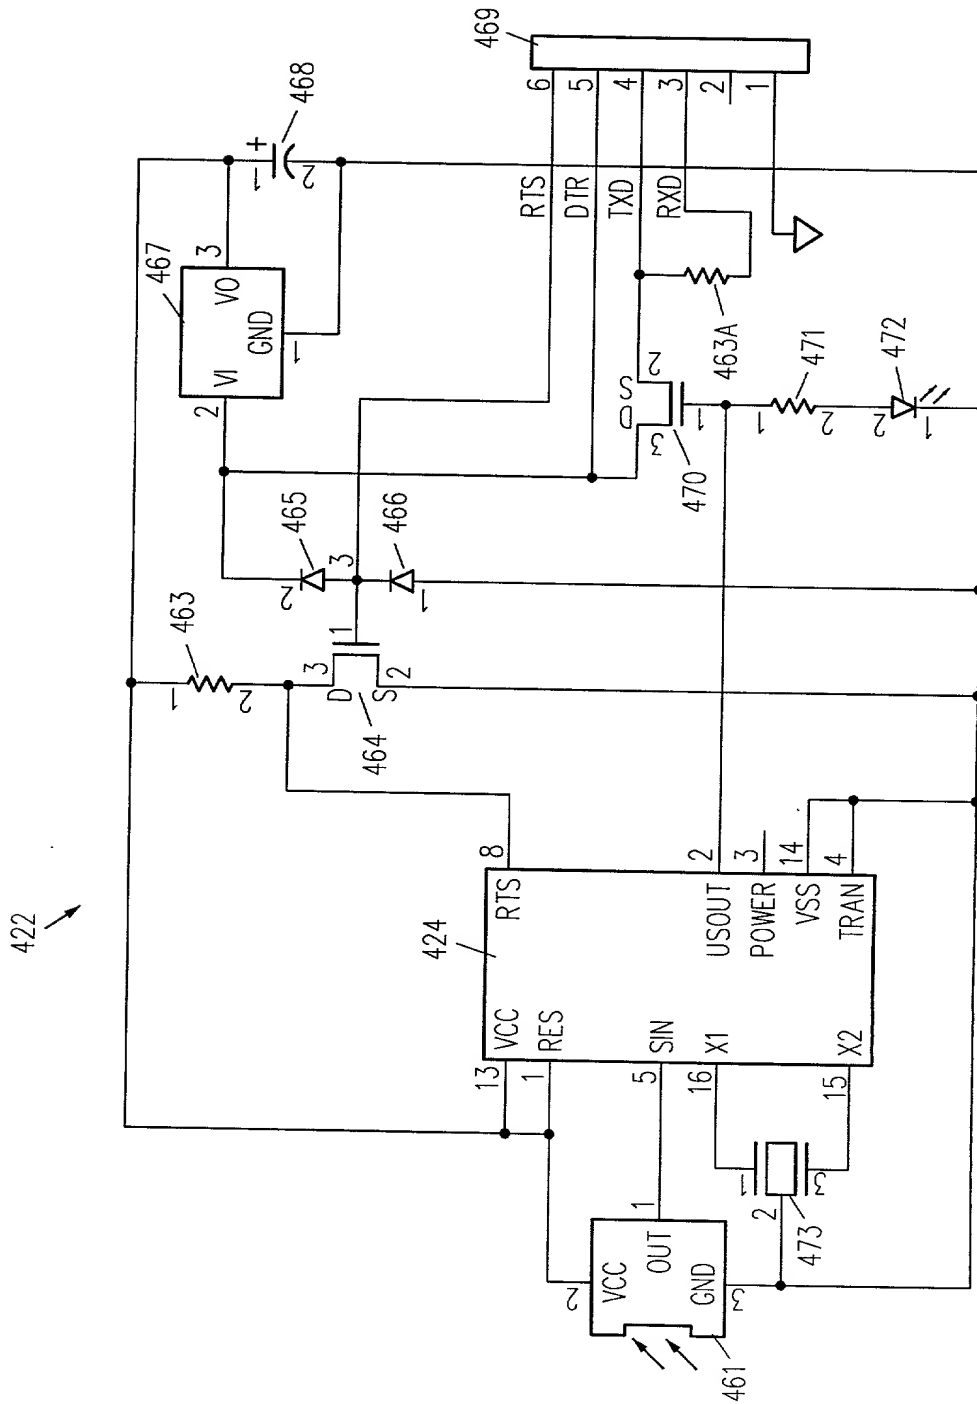 422
469
6
5
4
3
2
1
RTS
DTR
TXD
RXD
468
+
1
2
467
VI
VO
GND
2
3
1
463A
471
1
2
472
2
1
470
D
S
3
2
1
465
2
3
466
1
463
1
2
464
3
D
S
2
1
424
VCC
RES
SIN
X1
X2
RTS
USOUT
POWER
VSS
TRAN
13
1
5
16
15
8
2
3
14
4
473
1
2
3
461
VCC
OUT
GND
2
1
3